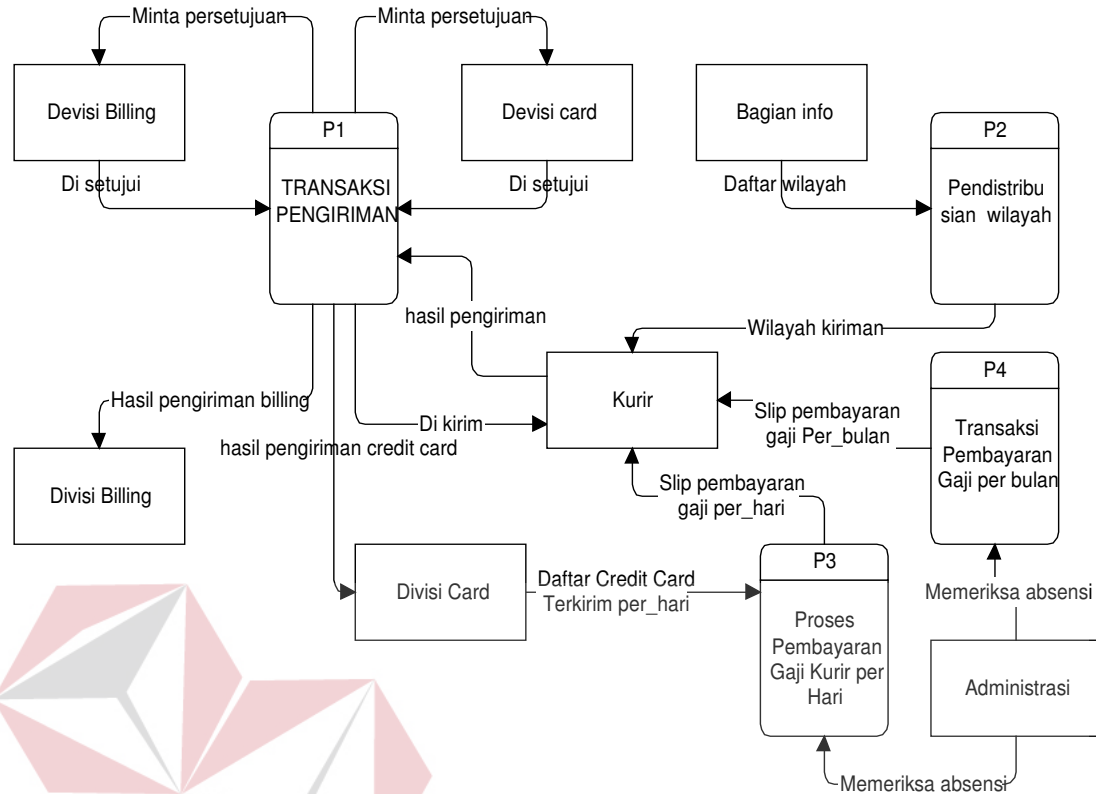 Minta persetujuan
Minta persetujuan
Devisi Billing
Devisi card
Bagian info
P1
P2
TRANSAKSI
PENGIRIMAN
Di setujui
Di setujui
Daftar wilayah
Pendistribu
sian wilayah
hasil pengiriman
Wilayah kiriman
Kurir
P4
Transaksi
Pembayaran
Gaji per bulan
Slip pembayaran
gaji Per_bulan
Hasil pengiriman billing
Di kirim
hasil pengiriman credit card
Divisi Billing
Slip pembayaran
gaji per_hari
Divisi Card
Daftar Credit Card
Terkirim per_hari
P3
Proses
Pembayaran
Gaji Kurir per
Hari
Memeriksa absensi
Administrasi
Memeriksa absensi